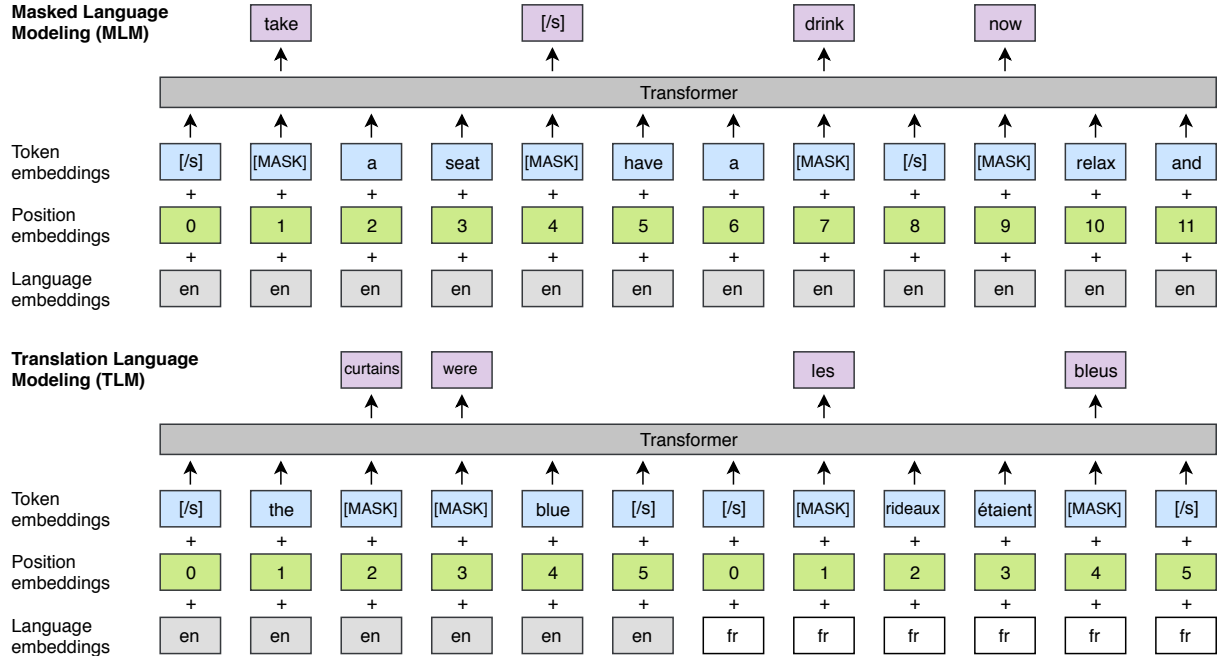 Masked Language
Modeling (MLM)
take [/s] drink now
Transformer
Token
embeddings
[/s] [MASK] a seat [MASK] have a [MASK] [/s] [MASK] relax and
+ + + + + + + + + + + +
Position
embeddings
0 1 2 3 4 5 6 7 8 9 10 11
+ + + + + + + + + + + +
Language
embeddings
en en en en en en en en en en en en
Translation Language
Modeling (TLM)
curtains were les bleus
Transformer
Token
embeddings
[/s] the [MASK] [MASK] blue [/s] [/s] [MASK] rideaux étaient [MASK] [/s]
+ + + + + + + + + + + +
Position
embeddings
0 1 2 3 4 5 0 1 2 3 4 5
+ + + + + + + + + + + +
Language
embeddings
en en en en en en fr fr fr fr fr fr